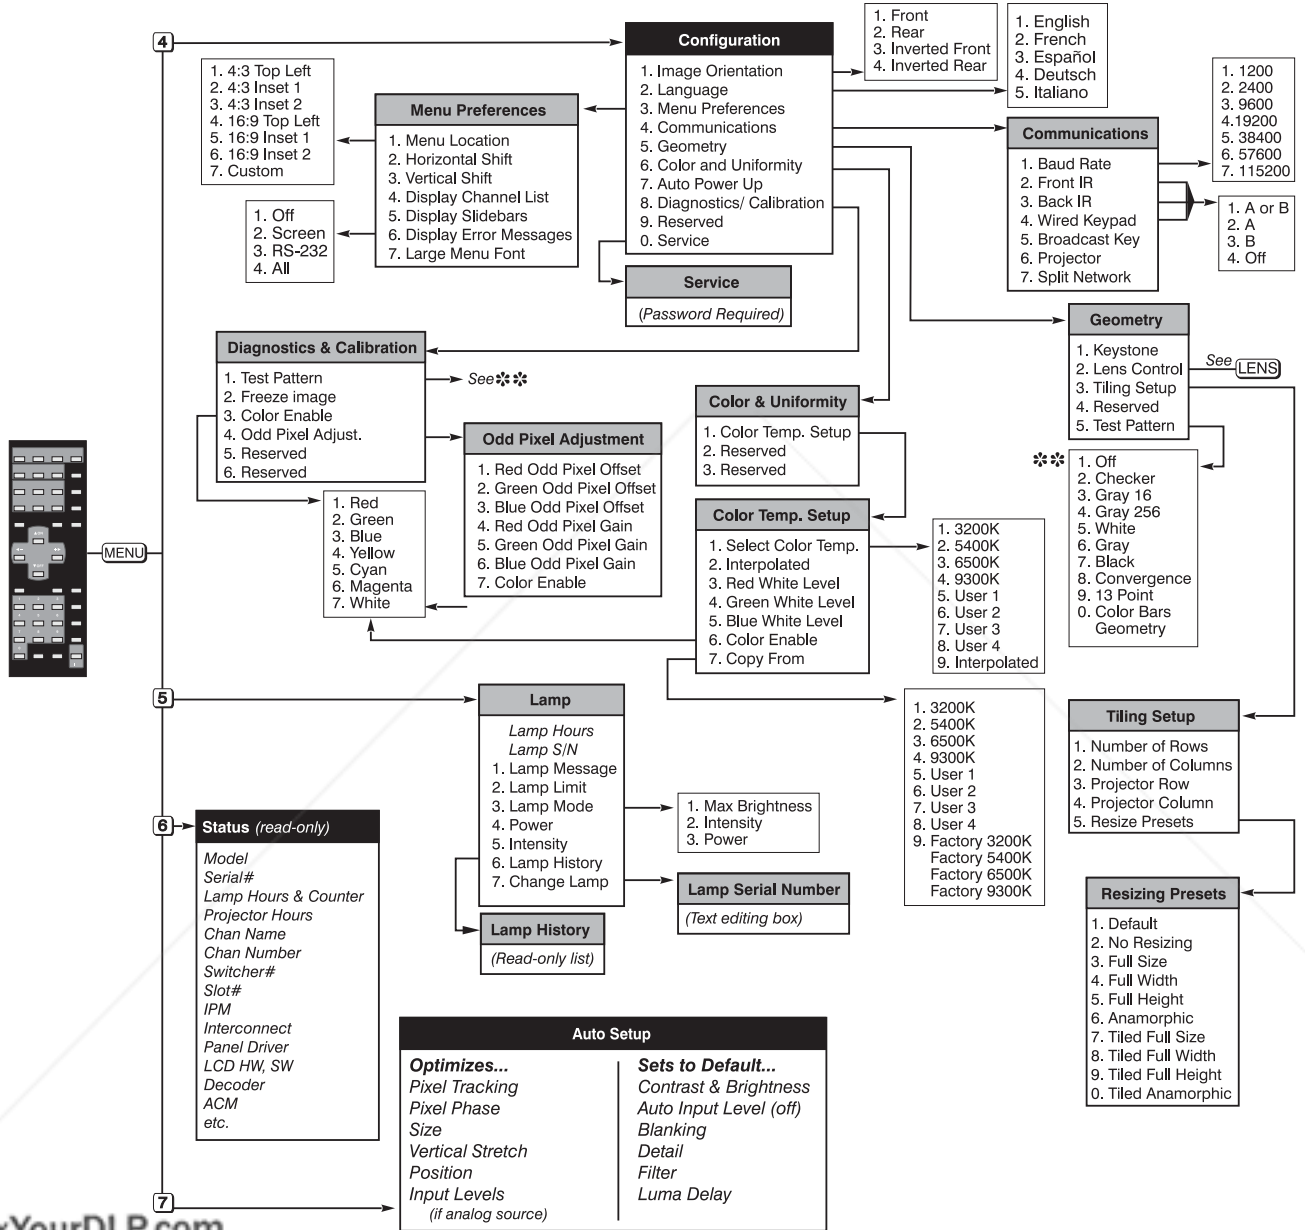 4
Configuration
1. Image Orientation
2. Language
3. Menu Preferences
4. Communications
5. Geometry
6. Color and Uniformity
7. Auto Power Up
8. Diagnostics/ Calibration
9. Reserved
0. Service
1. Front
2. Rear
3. Inverted Front
4. Inverted Rear
1. English
2. French
3. Español
4. Deutsch
5. Italiano
1. 4:3 Top Left
2. 4:3 Inset 1
3. 4:3 Inset 2
4. 16:9 Top Left
5. 16:9 Inset 1
6. 16:9 Inset 2
7. Custom
Menu Preferences
1. Menu Location
2. Horizontal Shift
3. Vertical Shift
4. Display Channel List
5. Display Slidebars
6. Display Error Messages
7. Large Menu Font
1. Off
2. Screen
3. RS-232
4. All
Communications
1. Baud Rate
2. Front IR
3. Back IR
4. Wired Keypad
5. Broadcast Key
6. Projector
7. Split Network
1. 1200
2. 2400
3. 9600
4.19200
5. 38400
6. 57600
7. 115200
1. A or B
2. A
3. B
4. Off
Service
(Password Required)
Geometry
1. Keystone
2. Lens Control
3. Tiling Setup
4. Reserved
5. Test Pattern
See LENS
Diagnostics & Calibration
1. Test Pattern
2. Freeze image
3. Color Enable
4. Odd Pixel Adjust.
5. Reserved
6. Reserved
See✽✽
Color & Uniformity
1. Color Temp. Setup
2. Reserved
3. Reserved
Odd Pixel Adjustment
1. Red Odd Pixel Offset
2. Green Odd Pixel Offset
3. Blue Odd Pixel Offset
4. Red Odd Pixel Gain
5. Green Odd Pixel Gain
6. Blue Odd Pixel Gain
7. Color Enable
✽✽
1. Off
2. Checker
3. Gray 16
4. Gray 256
5. White
6. Gray
7. Black
8. Convergence
9. 13 Point
0. Color Bars
Geometry
1. Red
2. Green
3. Blue
4. Yellow
5. Cyan
6. Magenta
7. White
MENU
Color Temp. Setup
1. Select Color Temp.
2. Interpolated
3. Red White Level
4. Green White Level
5. Blue White Level
6. Color Enable
7. Copy From
1. 3200K
2. 5400K
3. 6500K
4. 9300K
5. User 1
6. User 2
7. User 3
8. User 4
9. Interpolated
5
Lamp
Lamp Hours
Lamp S/N
1. Lamp Message
2. Lamp Limit
3. Lamp Mode
4. Power
5. Intensity
6. Lamp History
7. Change Lamp
1. Max Brightness
2. Intensity
3. Power
1. 3200K
2. 5400K
3. 6500K
4. 9300K
5. User 1
6. User 2
7. User 3
8. User 4
9. Factory 3200K
Factory 5400K
Factory 6500K
Factory 9300K
Tiling Setup
1. Number of Rows
2. Number of Columns
3. Projector Row
4. Projector Column
5. Resize Presets
Lamp Serial Number
(Text editing box)
Lamp History
(Read-only list)
Resizing Presets
1. Default
2. No Resizing
3. Full Size
4. Full Width
5. Full Height
6. Anamorphic
7. Tiled Full Size
8. Tiled Full Width
9. Tiled Full Height
0. Tiled Anamorphic
6
Status (read-only)
Model
Serial#
Lamp Hours & Counter
Projector Hours
Chan Name
Chan Number
Switcher#
Slot#
IPM
Interconnect
Panel Driver
LCD HW, SW
Decoder
ACM
etc.
7
Auto Setup
Optimizes...
Pixel Tracking
Pixel Phase
Size
Vertical Stretch
Position
Input Levels
(if analog source)
Sets to Default...
Contrast & Brightness
Auto Input Level (off)
Blanking
Detail
Filter
Luma Delay